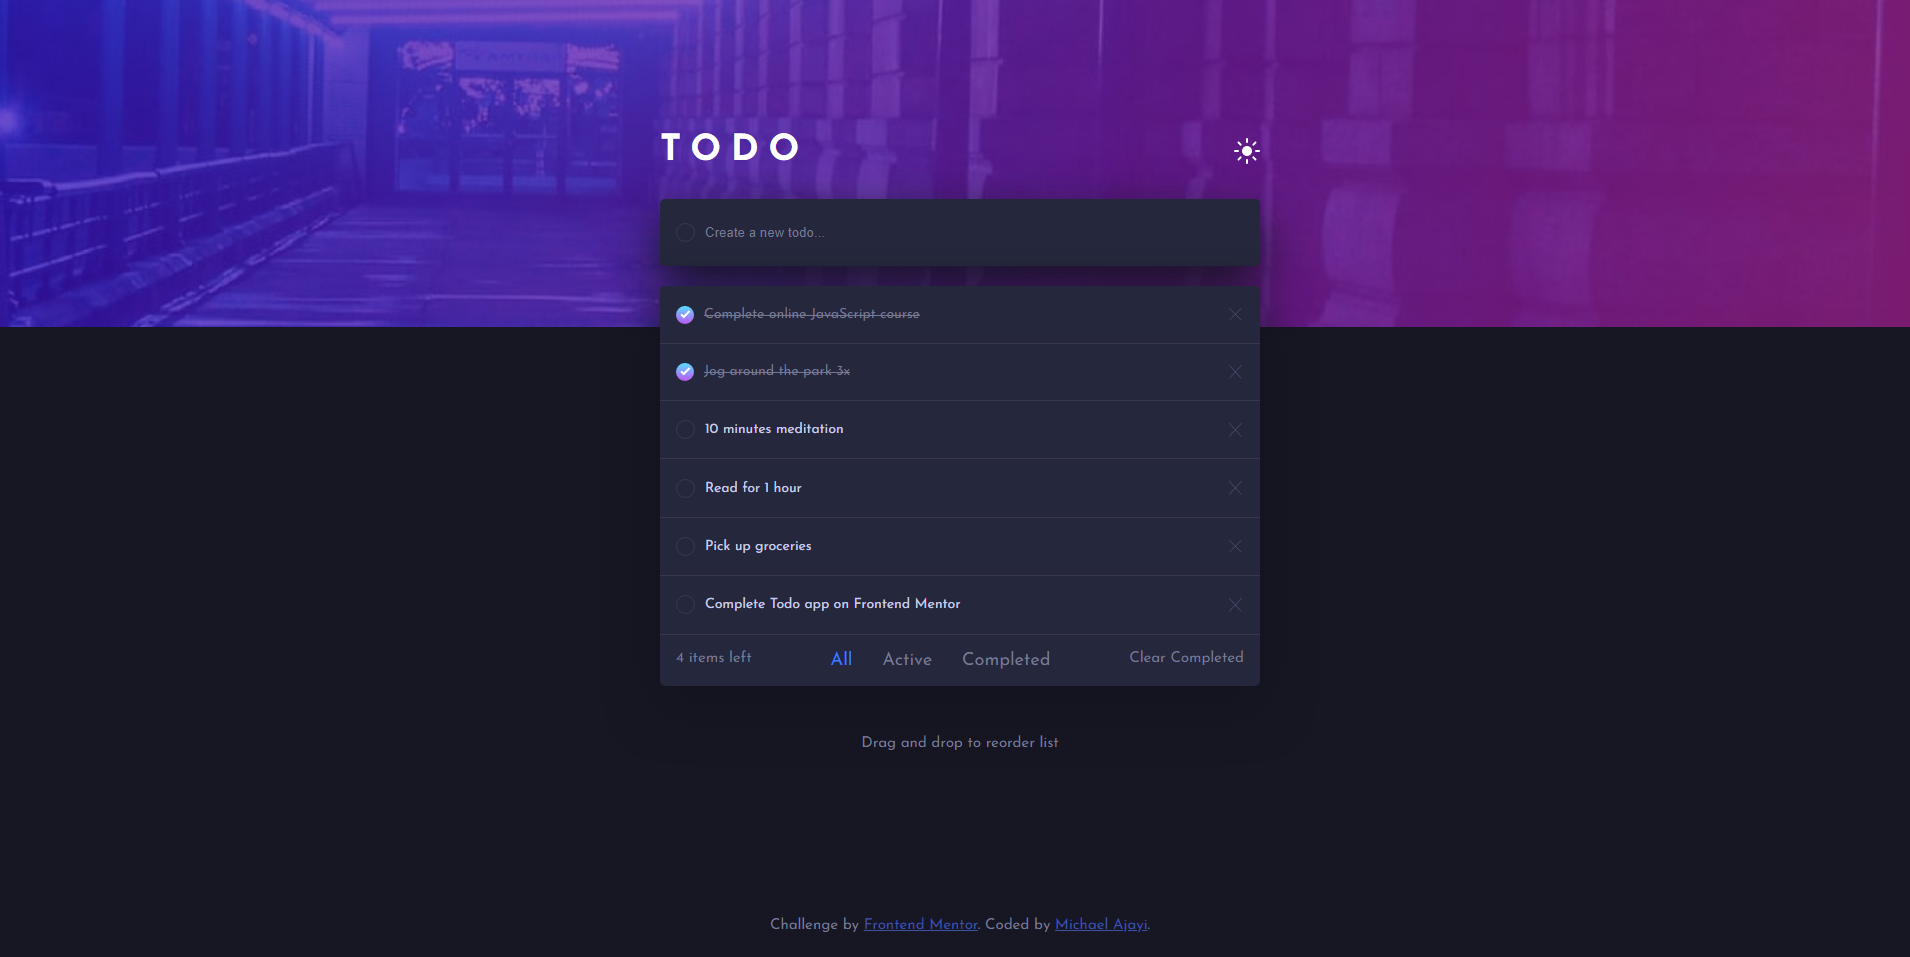 TODO
Create a new todo...
Complete online JavaScript course
Jog around the park 3x
10 minutes meditation
Read for 1 hour
Pick up groceries
Complete Todo app on Frontend Mentor
4 items left All Active Completed Clear Completed
Drag and drop to reorder list
Challenge by Frontend Mentor. Coded by Michael Ajayi.